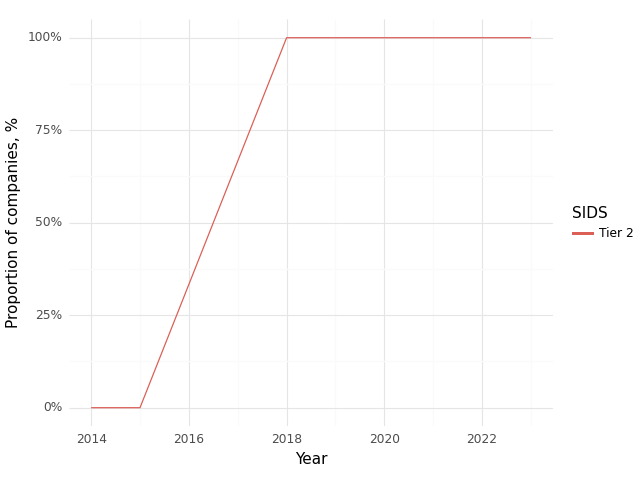 100%
75%
50%
25%
0%
Proportion of companies, %
2014
2016
2018
2020
2022
Year
SIDS
Tier 2